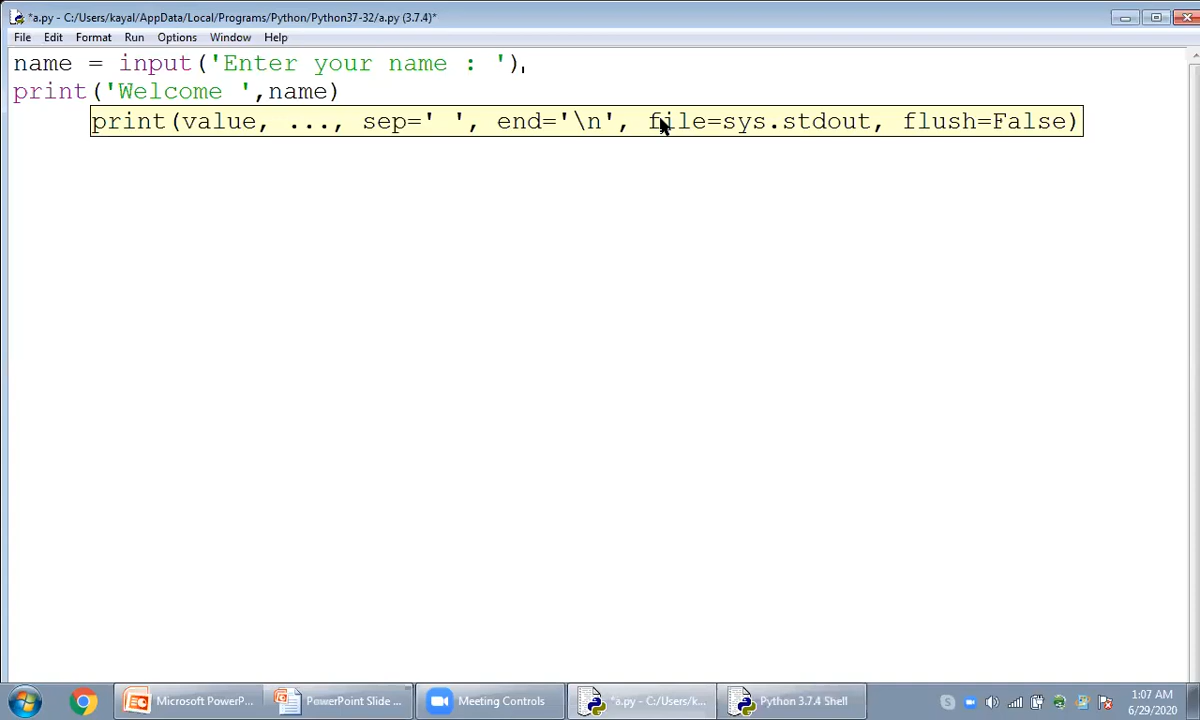 *a.py - C:/Users/kayal/AppData/Local/Programs/Python/Python37-32/a.py (3.7.4)*
File Edit Format Run Options Window Help
name = input('Enter your name : ')
print('Welcome ',name)
print(value, ..., sep=' ', end='\n', file=sys.stdout, flush=False)
Microsoft PowerP... PowerPoint Slide ... Meeting Controls *a.py - C:/Users/k... Python 3.7.4 Shell 1:07 AM
6/29/2020